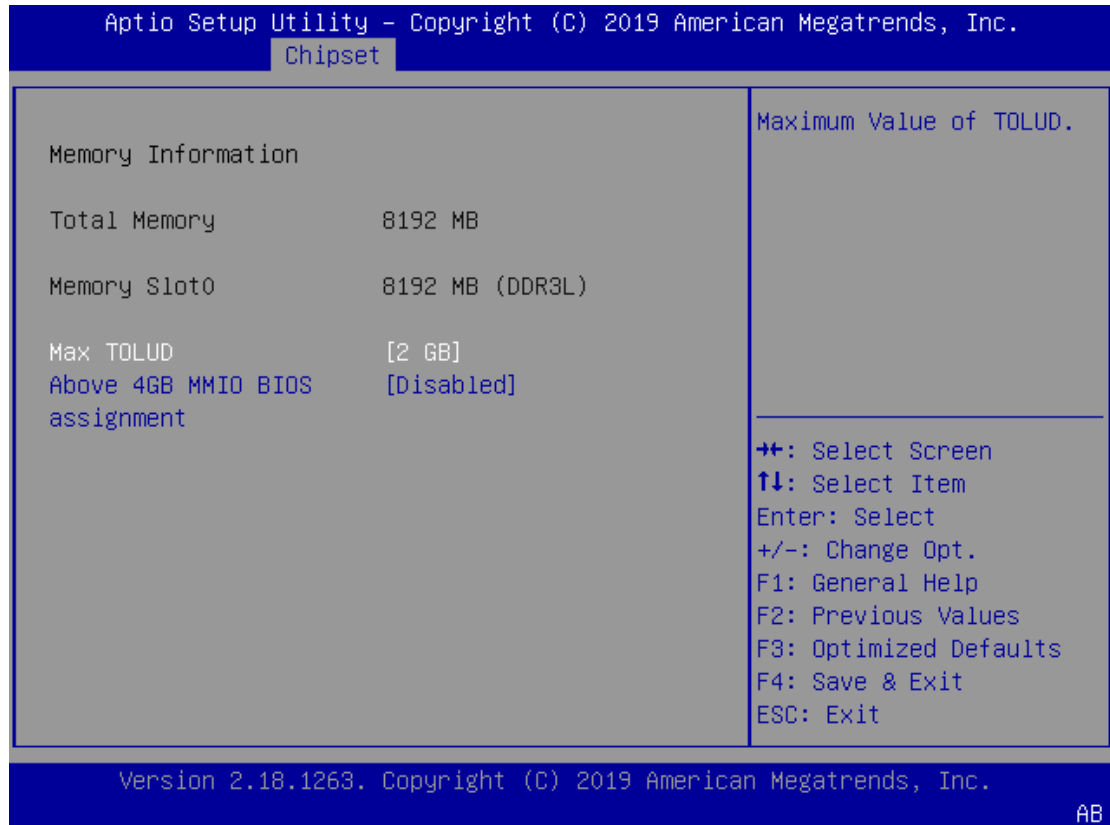 Aptio Setup Utility – Copyright (C) 2019 American Megatrends, Inc.
Chipset
Memory Information
Total Memory 8192 MB
Memory Slot0 8192 MB (DDR3L)
Max TOLUD [2 GB]
Above 4GB MMIO BIOS [Disabled]
assignment
Maximum Value of TOLUD.
→←: Select Screen
↑↓: Select Item
Enter: Select
+/-: Change Opt.
F1: General Help
F2: Previous Values
F3: Optimized Defaults
F4: Save & Exit
ESC: Exit
Version 2.18.1263. Copyright (C) 2019 American Megatrends, Inc.
AB